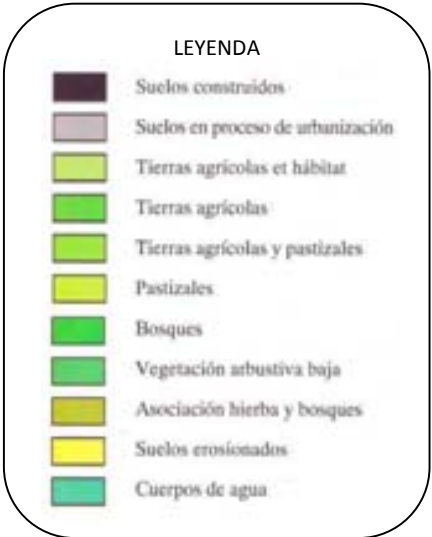 LEYENDA
Suelos construidos
Suelos en proceso de urbanización
Tierras agrícolas et hábitat
Tierras agrícolas
Tierras agrícolas y pastizales
Pastizales
Bosques
Vegetación arbustiva baja
Asociación hierba y bosques
Suelos erosionados
Cuerpos de agua